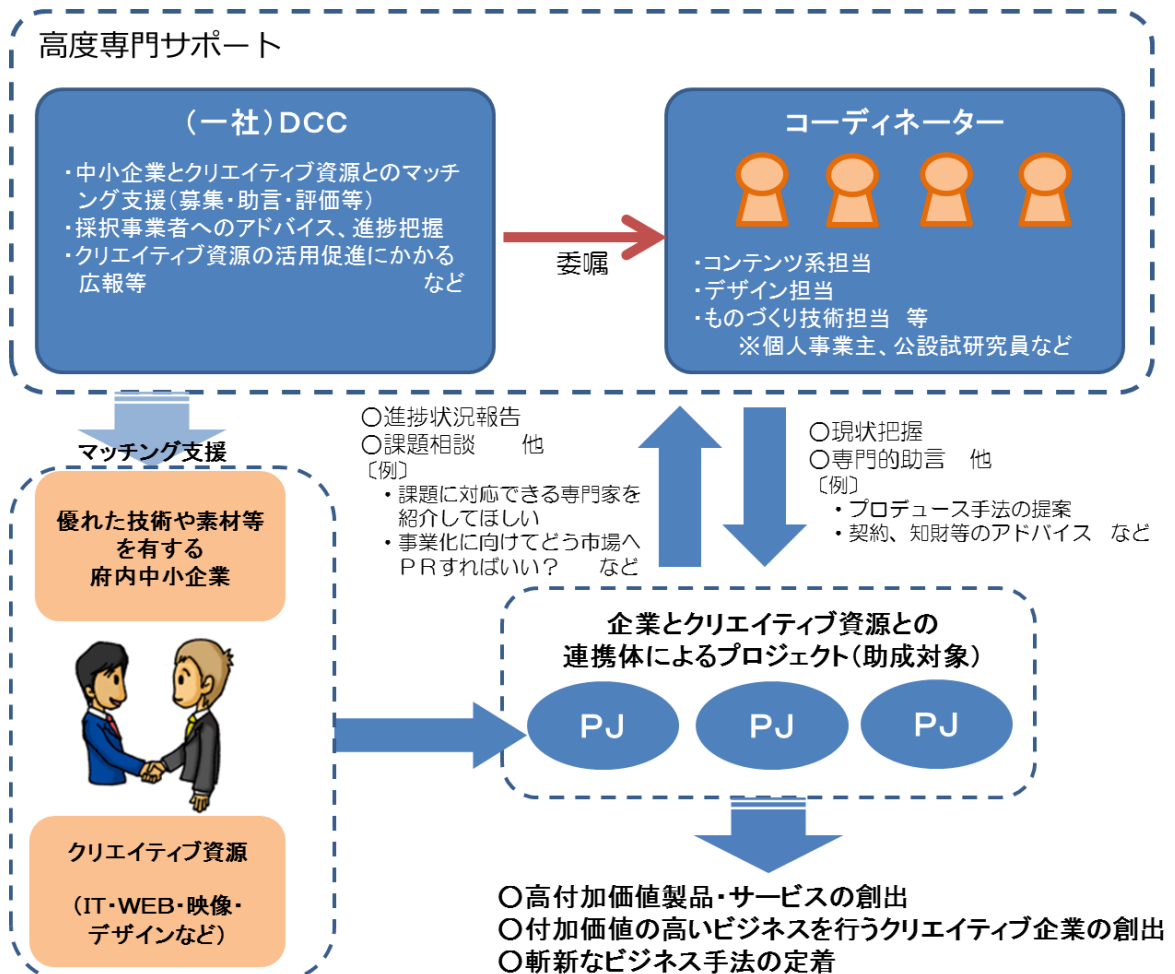 高度専門サポート
(一社)DCC
・中小企業とクリエイティブ資源とのマッチ
ング支援(募集・助言・評価等)
・採択事業者へのアドバイス、進捗把握
・クリエイティブ資源の活用促進にかかる
広報等 など
委嘱
コーディネーター
・コンテンツ系担当
・デザイン担当
・ものづくり技術担当 等
※個人事業主、公設試研究員など
マッチング支援
優れた技術や素材等
を有する
府内中小企業
クリエイティブ資源
(IT・WEB・映像・
デザインなど)
○進捗状況報告
○課題相談 他
〔例〕
・課題に対応できる専門家を
紹介してほしい
・事業化に向けてどう市場へ
PRすればいい? など
○現状把握
○専門的助言 他
〔例〕
・プロデュース手法の提案
・契約、知財等のアドバイス など
企業とクリエイティブ資源との
連携体によるプロジェクト(助成対象)
PJ PJ PJ
○高付加価値製品・サービスの創出
○付加価値の高いビジネスを行うクリエイティブ企業の創出
○斬新なビジネス手法の定着